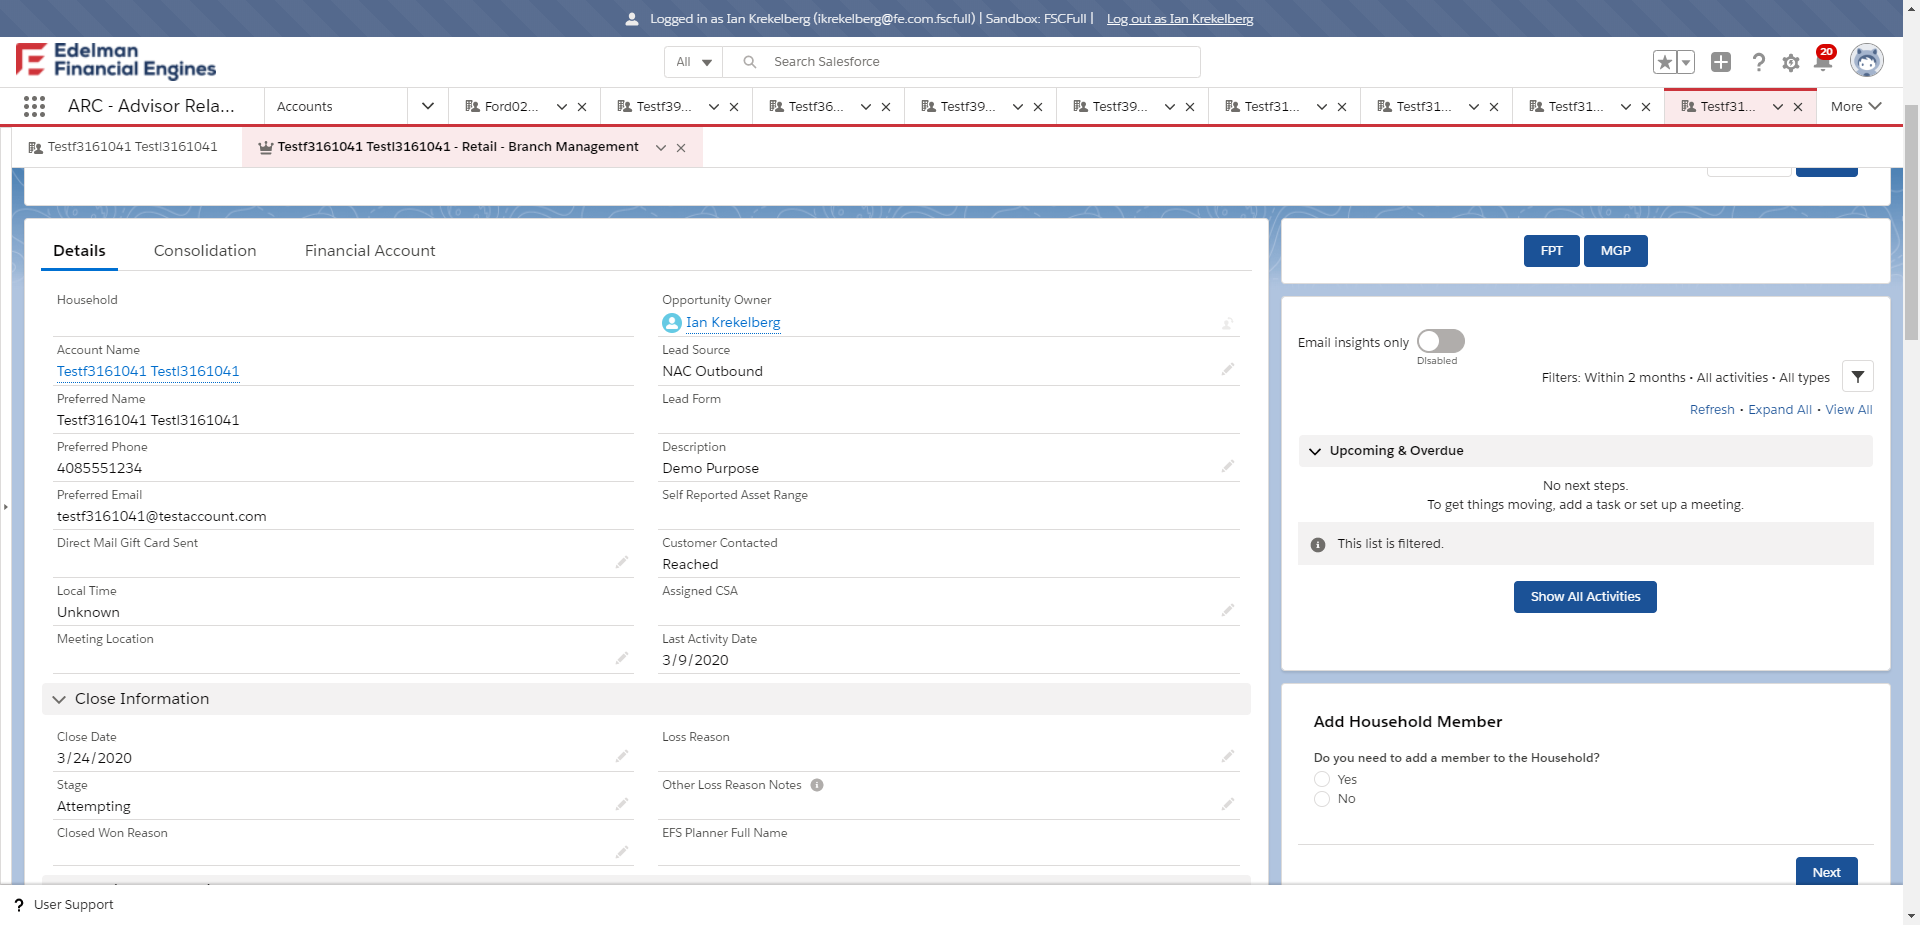 Logged in as Ian Krekelberg (ikrekelberg@fe.com.fscfull) | Sandbox: FSCFull | Log out as Ian Krekelberg
Edelman
Financial Engines
All
Search Salesforce
20
ARC - Advisor Rela...
Accounts
Ford02...
Testf39...
Testf36...
Testf39...
Testf39...
Testf31...
Testf31...
Testf31...
Testf31...
More
Testf3161041 Testl3161041
Testf3161041 Testl3161041 - Retail - Branch Management
Details
Consolidation
Financial Account
Household
Opportunity Owner
Ian Krekelberg
Account Name
Testf3161041 Testl3161041
Lead Source
NAC Outbound
Preferred Name
Testf3161041 Testl3161041
Lead Form
Preferred Phone
4085551234
Description
Demo Purpose
Preferred Email
testf3161041@testaccount.com
Self Reported Asset Range
Direct Mail Gift Card Sent
Customer Contacted
Reached
Local Time
Unknown
Assigned CSA
Meeting Location
Last Activity Date
3/9/2020
Close Information
Close Date
3/24/2020
Loss Reason
Stage
Attempting
Other Loss Reason Notes
Closed Won Reason
EFS Planner Full Name
FPT
MGP
Email insights only
Disabled
Filters: Within 2 months • All activities • All types
Refresh • Expand All • View All
Upcoming & Overdue
No next steps.
To get things moving, add a task or set up a meeting.
This list is filtered.
Show All Activities
Add Household Member
Do you need to add a member to the Household?
Yes
No
Next
? User Support